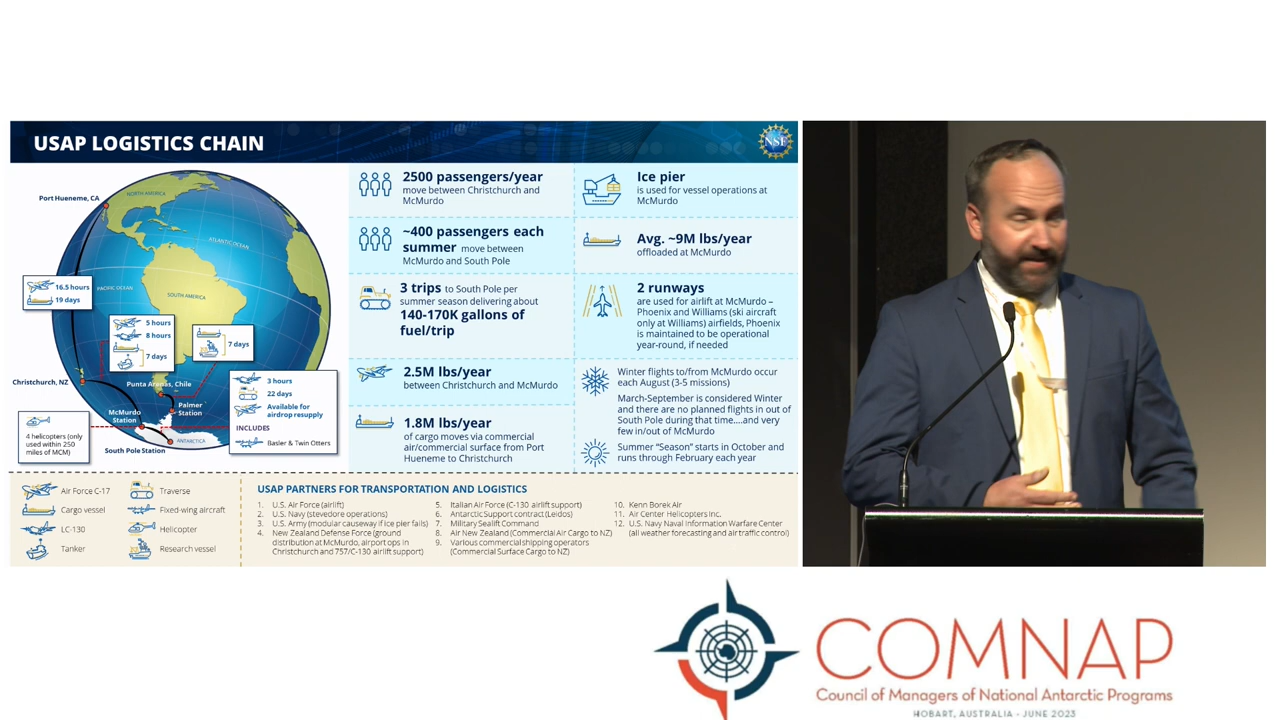 USAP LOGISTICS CHAIN
NSF
NORTH AMERICA
Port Hueneme, CA
ATLANTIC OCEAN
PACIFIC OCEAN
SOUTH AMERICA
16.5 hours
19 days
5 hours
8 hours
7 days
7 days
Christchurch, NZ
Punta Arenas, Chile
3 hours
22 days
Available for
airdrop resupply
INCLUDES
Basler & Twin Otters
Palmer
Station
McMurdo
Station
4 helicopters (only
used within 250
miles of MCM)
ANTARCTICA
South Pole Station
2500 passengers/year
move between Christchurch and
McMurdo
~400 passengers each
summer move between
McMurdo and South Pole
3 trips to South Pole per
summer season delivering about
140-170K gallons of
fuel/trip
2.5M lbs/year
between Christchurch and McMurdo
1.8M lbs/year
of cargo moves via commercial
air/commercial surface from Port
Hueneme to Christchurch
Ice pier
is used for vessel operations at
McMurdo
Avg. ~9M lbs/year
offloaded at McMurdo
2 runways
are used for airlift at McMurdo –
Phoenix and Williams (ski aircraft
only at Williams) airfields, Phoenix
is maintained to be operational
year-round, if needed
Winter flights to/from McMurdo occur
each August (3-5 missions)
March-September is considered Winter
and there are no planned flights in out of
South Pole during that time....and very
few in/out of McMurdo
Summer "Season" starts in October and
runs through February each year
Air Force C-17
Cargo vessel
LC-130
Tanker
Traverse
Fixed-wing aircraft
Helicopter
Research vessel
USAP PARTNERS FOR TRANSPORTATION AND LOGISTICS
1. U.S. Air Force (airlift)
2. U.S. Navy (stevedore operations)
3. U.S. Army (modular causeway if ice pier fails)
4. New Zealand Defense Force (ground
distribution at McMurdo, airport ops in
Christchurch and 757/C-130 airlift support)
5. Italian Air Force (C-130 airlift support)
6. Antarctic Support contract (Leidos)
7. Military Sealift Command
8. Air New Zealand (Commercial Air Cargo to NZ)
9. Various commercial shipping operators
(Commercial Surface Cargo to NZ)
10. Kenn Borek Air
11. Air Center Helicopters Inc.
12. U.S. Navy Naval Information Warfare Center
(all weather forecasting and air traffic control)
COMNAP
Council of Managers of National Antarctic Programs
HOBART, AUSTRALIA - JUNE 2023